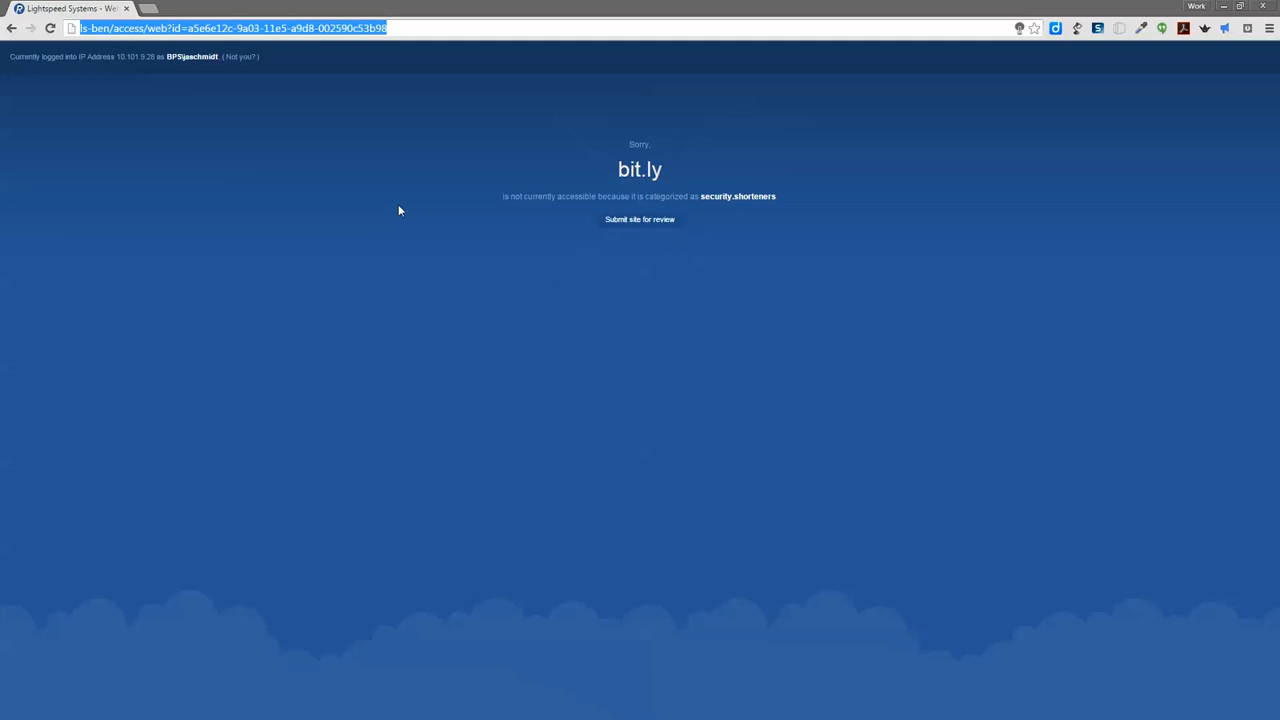 Lightspeed Systems - We
Work
ls-ben/access/web?id=a5e6e12c-9a03-11e5-a9d8-002590c53b98
Currently logged into IP Address 10.101.9.28 as BPS\jaschmidt. ( Not you? )
Sorry,
bit.ly
is not currently accessible because it is categorized as security.shorteners
Submit site for review